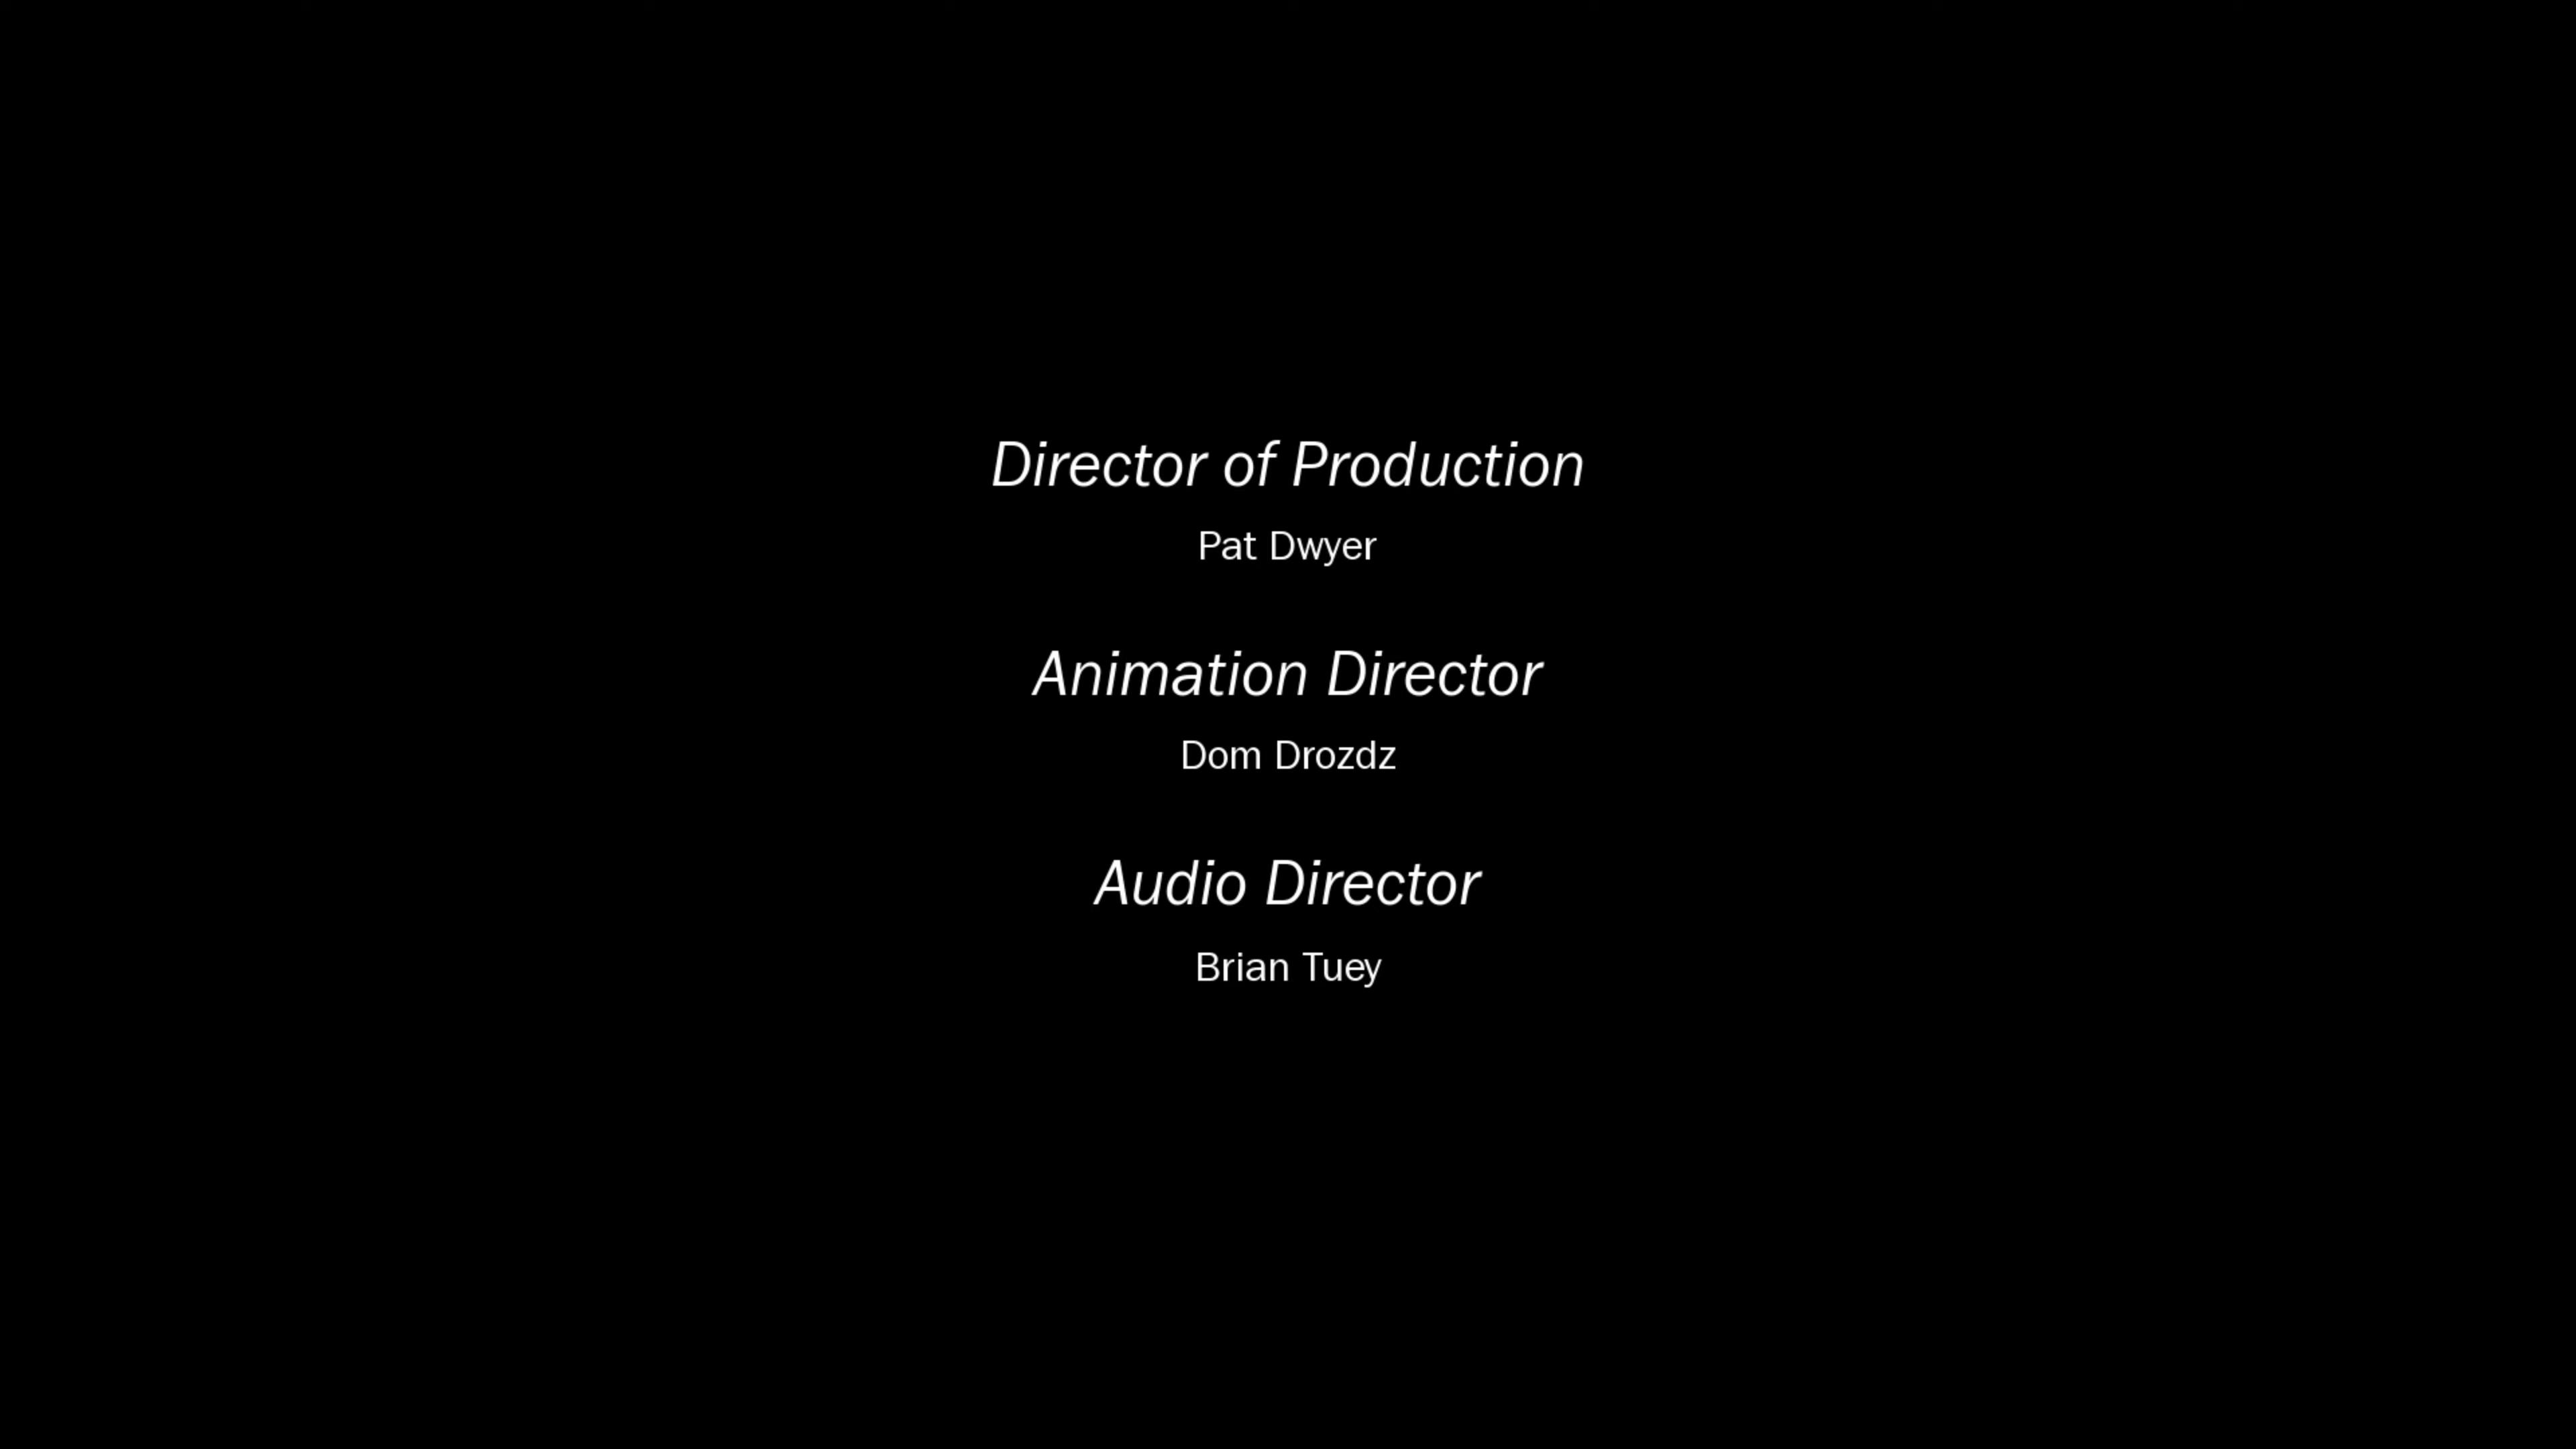 Director of Production
Pat Dwyer
Animation Director
Dom Drozdz
Audio Director
Brian Tuey